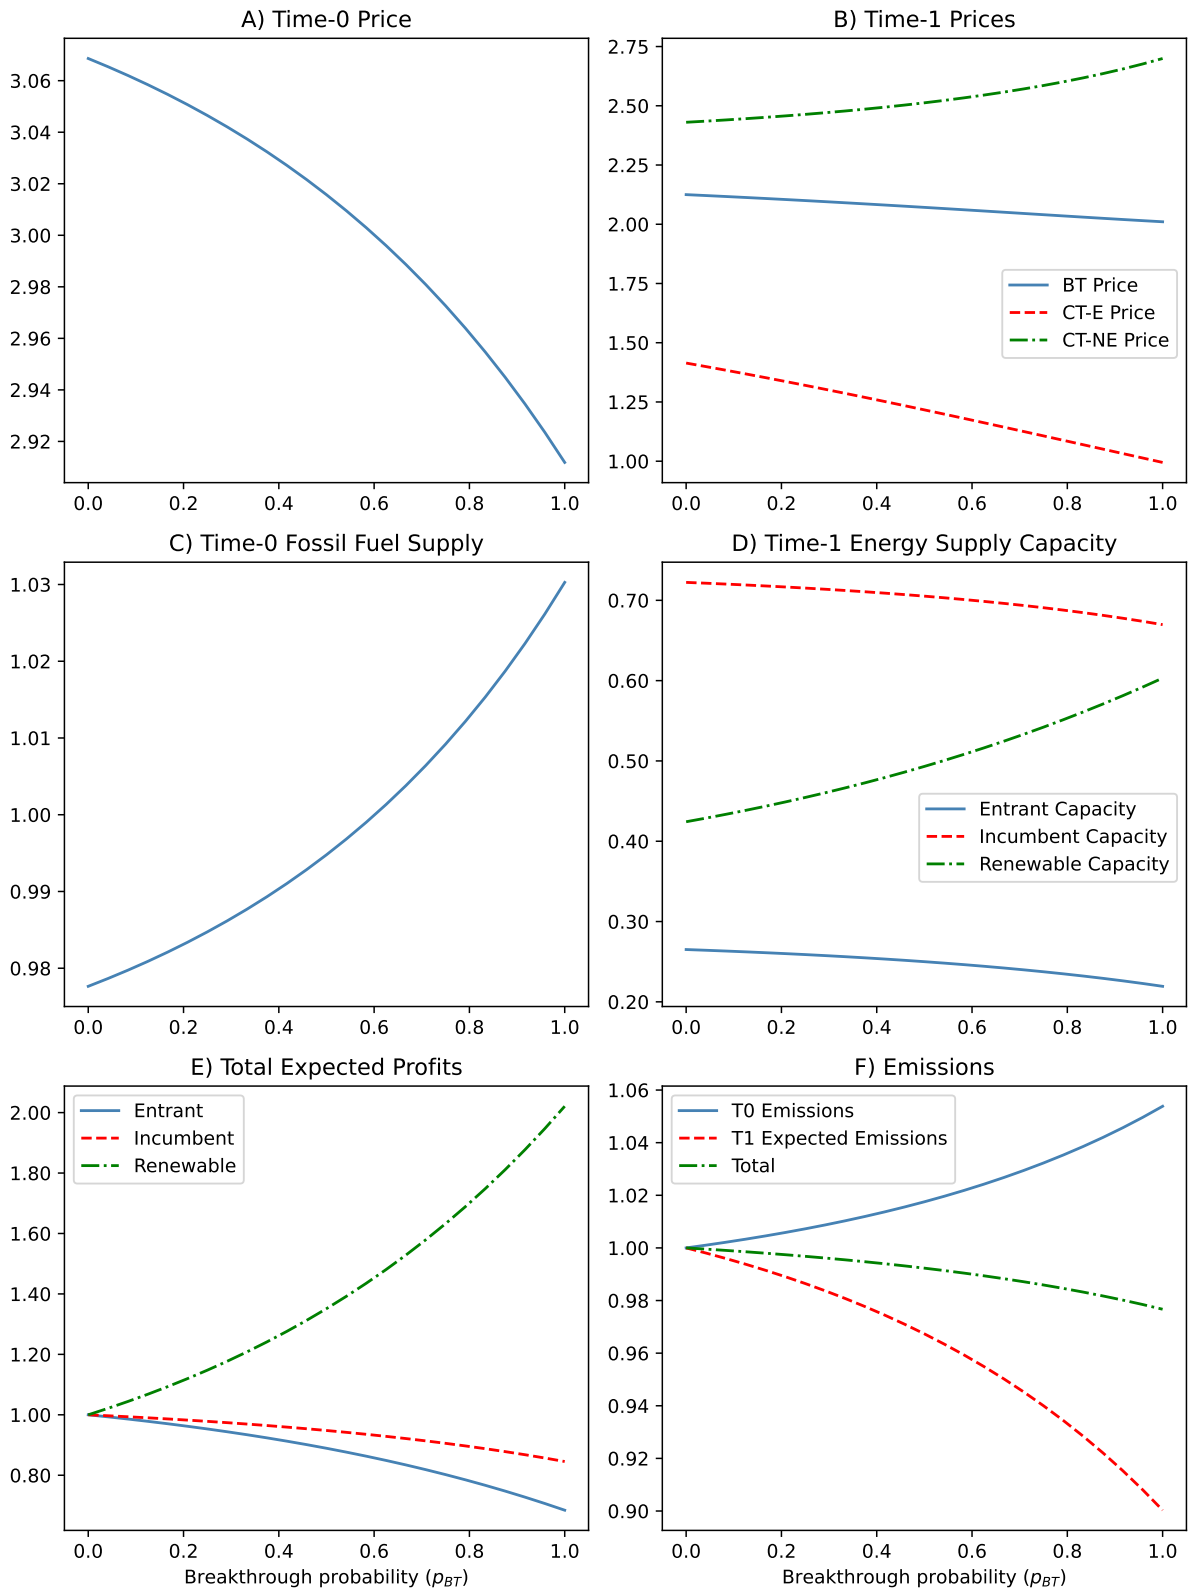 A) Time-0 Price
3.06
3.04
3.02
3.00
2.98
2.96
2.94
2.92
0.0 0.2 0.4 0.6 0.8 1.0
B) Time-1 Prices
2.75
2.50
2.25
2.00
1.75
1.50
1.25
1.00
BT Price
CT-E Price
CT-NE Price
0.0 0.2 0.4 0.6 0.8 1.0
C) Time-0 Fossil Fuel Supply
1.03
1.02
1.01
1.00
0.99
0.98
0.0 0.2 0.4 0.6 0.8 1.0
D) Time-1 Energy Supply Capacity
0.70
0.60
0.50
0.40
0.30
0.20
Entrant Capacity
Incumbent Capacity
Renewable Capacity
0.0 0.2 0.4 0.6 0.8 1.0
E) Total Expected Profits
2.00
1.80
1.60
1.40
1.20
1.00
0.80
Entrant
Incumbent
Renewable
0.0 0.2 0.4 0.6 0.8 1.0
Breakthrough probability (p_BT)
F) Emissions
1.06
1.04
1.02
1.00
0.98
0.96
0.94
0.92
0.90
T0 Emissions
T1 Expected Emissions
Total
0.0 0.2 0.4 0.6 0.8 1.0
Breakthrough probability (p_BT)